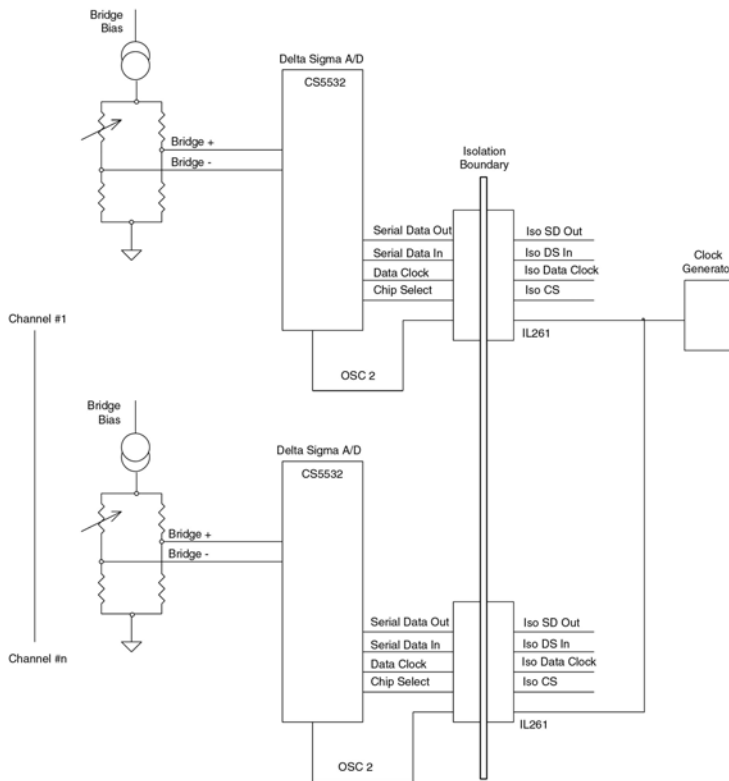 Bridge
Bias
Delta Sigma A/D
CS5532
Bridge +
Bridge -
Isolation
Boundary
Serial Data Out
Iso SD Out
Serial Data In
Iso DS In
Data Clock
Iso Data Clock
Chip Select
Iso CS
Clock
Generator
Channel #1
IL261
OSC 2
Bridge
Bias
Delta Sigma A/D
CS5532
Bridge +
Bridge -
Serial Data Out
Iso SD Out
Serial Data In
Iso DS In
Data Clock
Iso Data Clock
Chip Select
Iso CS
Channel #n
IL261
OSC 2